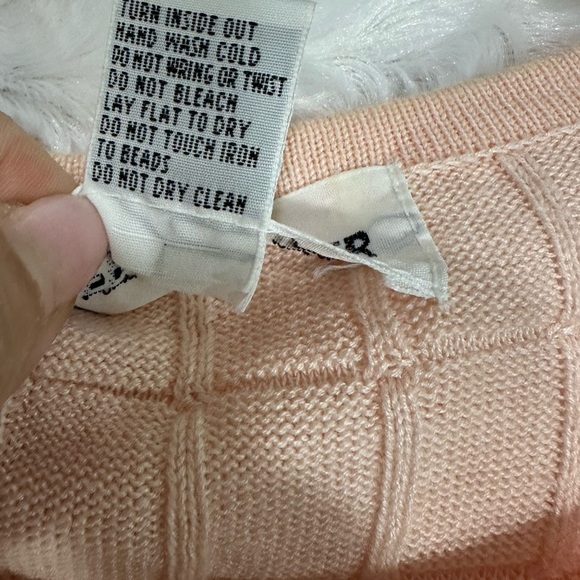 TURN INSIDE OUT
HAND WASH COLD
DO NOT WRING OR TWIST
DO NOT BLEACH
LAY FLAT TO DRY
DO NOT TOUCH IRON
TO BEADS
DO NOT DRY CLEAN